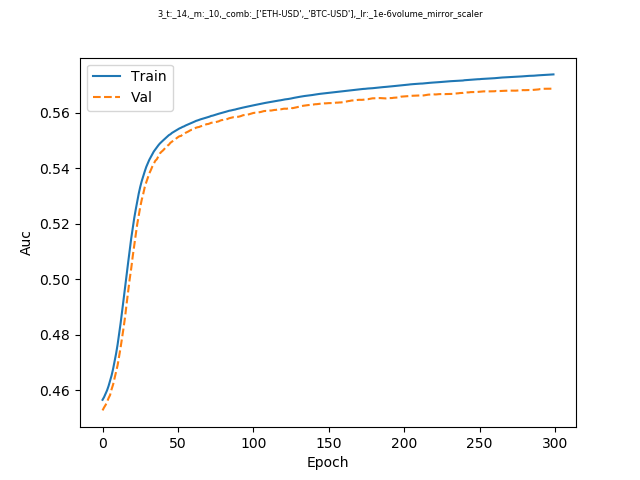 3_t:_14,_m:_10,_comb:_['ETH-USD',_'BTC-USD'],_lr:_1e-6volume_mirror_scaler
Train
Val
0.56
0.54
0.52
0.50
0.48
0.46
Auc
0 50 100 150 200 250 300
Epoch